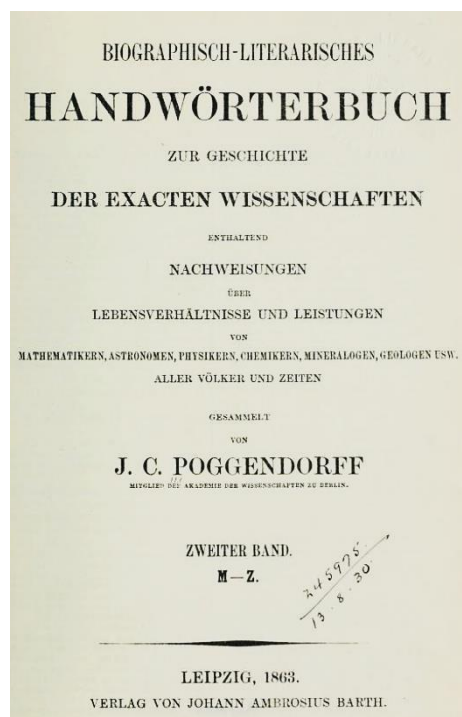 BIOGRAPHISCH-LITERARISCHES
HANDWÖRTERBUCH
ZUR GESCHICHTE
DER EXACTEN WISSENSCHAFTEN
ENTHALTEND
NACHWEISUNGEN
ÜBER
LEBENSVERHÄLTNISSE UND LEISTUNGEN
VON
MATHEMATIKERN, ASTRONOMEN, PHYSIKERN, CHEMIKERN, MINERALOGEN, GEOLOGEN USW.
ALLER VÖLKER UND ZEITEN
GESAMMELT
VON
J. C. POGGENDORFF
MITGLIED DER AKADEMIE DER WISSENSCHAFTEN ZU BERLIN.
ZWEITER BAND.
M—Z.
245975
13.8.30
LEIPZIG, 1863.
VERLAG VON JOHANN AMBROSIUS BARTH.